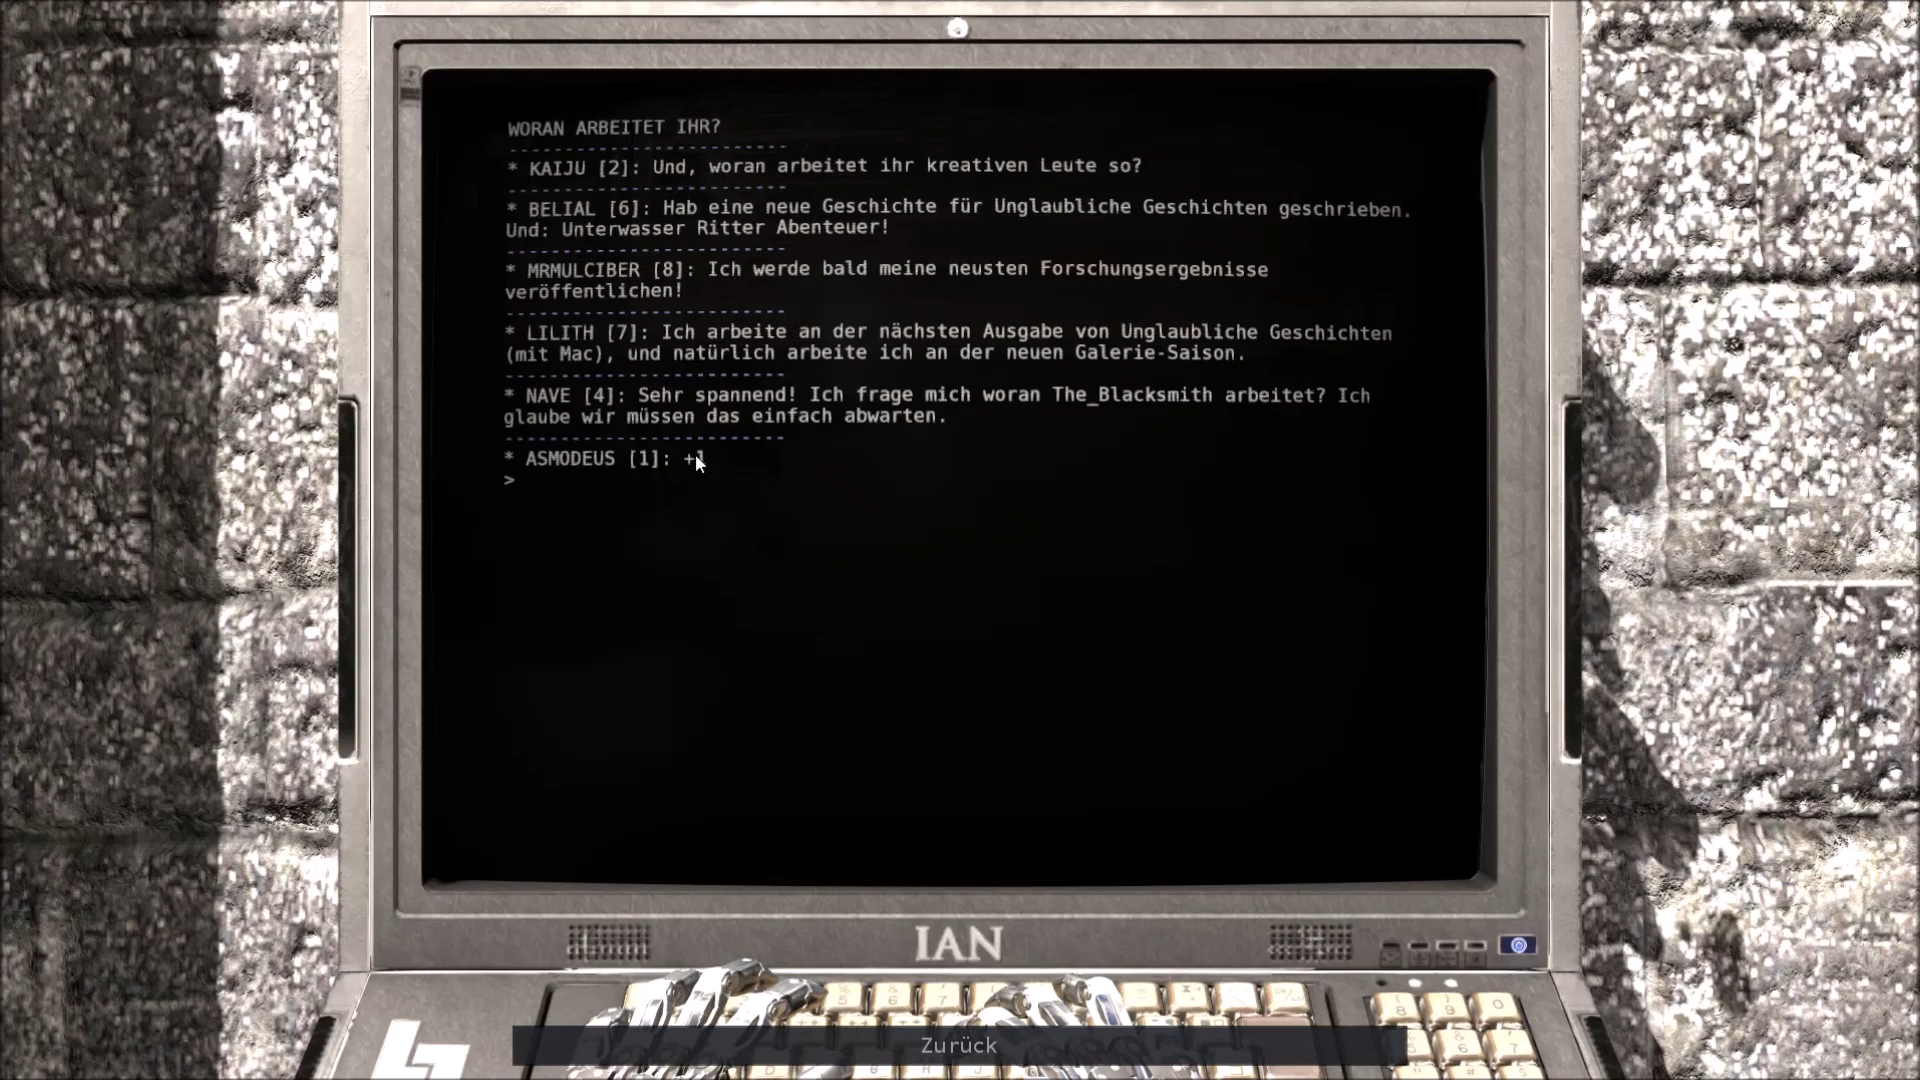 WORAN ARBEITET IHR?
------------------------
* KAIJU [2]: Und, woran arbeitet ihr kreativen Leute so?
------------------------
* BELIAL [6]: Hab eine neue Geschichte für Unglaubliche Geschichten geschrieben.
Und: Unterwasser Ritter Abenteuer!
------------------------
* MRMULCIBER [8]: Ich werde bald meine neusten Forschungsergebnisse
veröffentlichen!
------------------------
* LILITH [7]: Ich arbeite an der nächsten Ausgabe von Unglaubliche Geschichten
(mit Mac), und natürlich arbeite ich an der neuen Galerie-Saison.
------------------------
* NAVE [4]: Sehr spannend! Ich frage mich woran The_Blacksmith arbeitet? Ich
glaube wir müssen das einfach abwarten.
------------------------
* ASMODEUS [1]: +1
>
IAN
Zurück